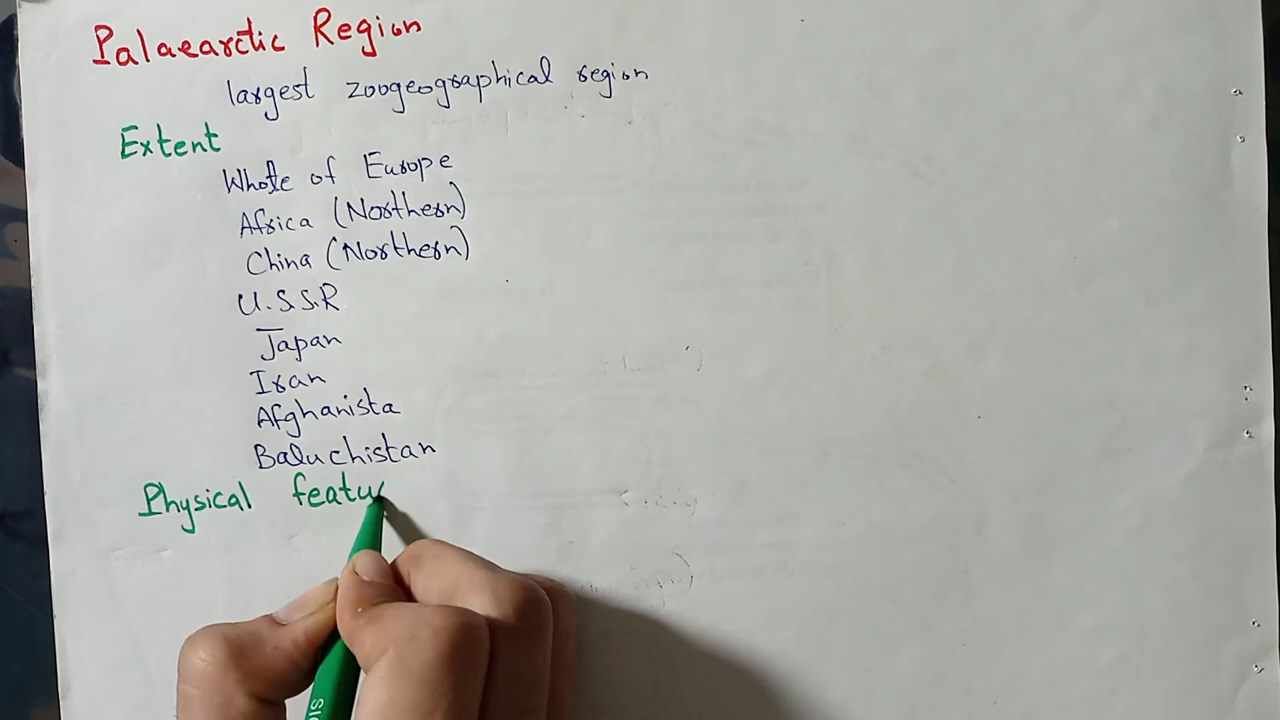 Palaearctic Region
largest zoogeographical region
Extent
Whole of Europe
Africa (Northern)
China (Northern)
U.S.S.R
Japan
Iran
Afghanista
Baluchistan
Physical featu